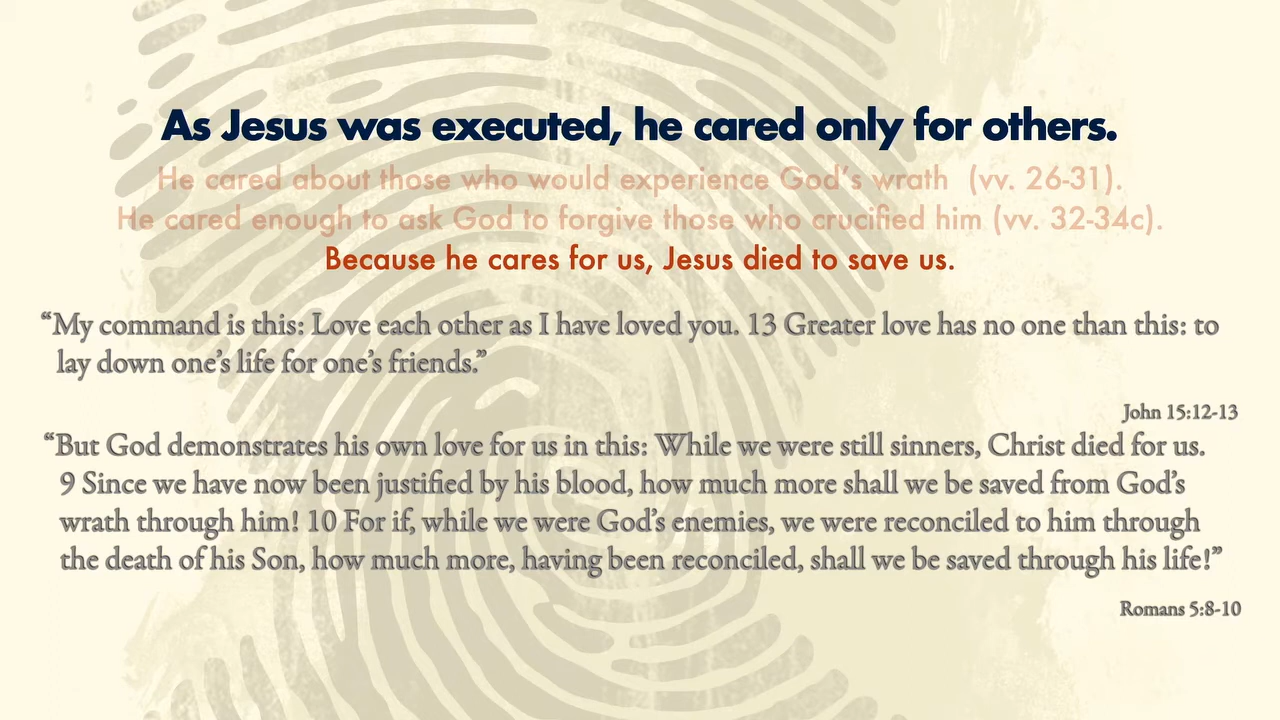 As Jesus was executed, he cared only for others.
He cared about those who would experience God’s wrath  (vv. 26-31).
He cared enough to ask God to forgive those who crucified him (vv. 32-34c).
Because he cares for us, Jesus died to save us.
“My command is this: Love each other as I have loved you. 13 Greater love has no one than this: to
lay down one’s life for one’s friends.”
John 15:12-13
“But God demonstrates his own love for us in this: While we were still sinners, Christ died for us.
9 Since we have now been justified by his blood, how much more shall we be saved from God’s
wrath through him! 10 For if, while we were God’s enemies, we were reconciled to him through
the death of his Son, how much more, having been reconciled, shall we be saved through his life!”
Romans 5:8-10